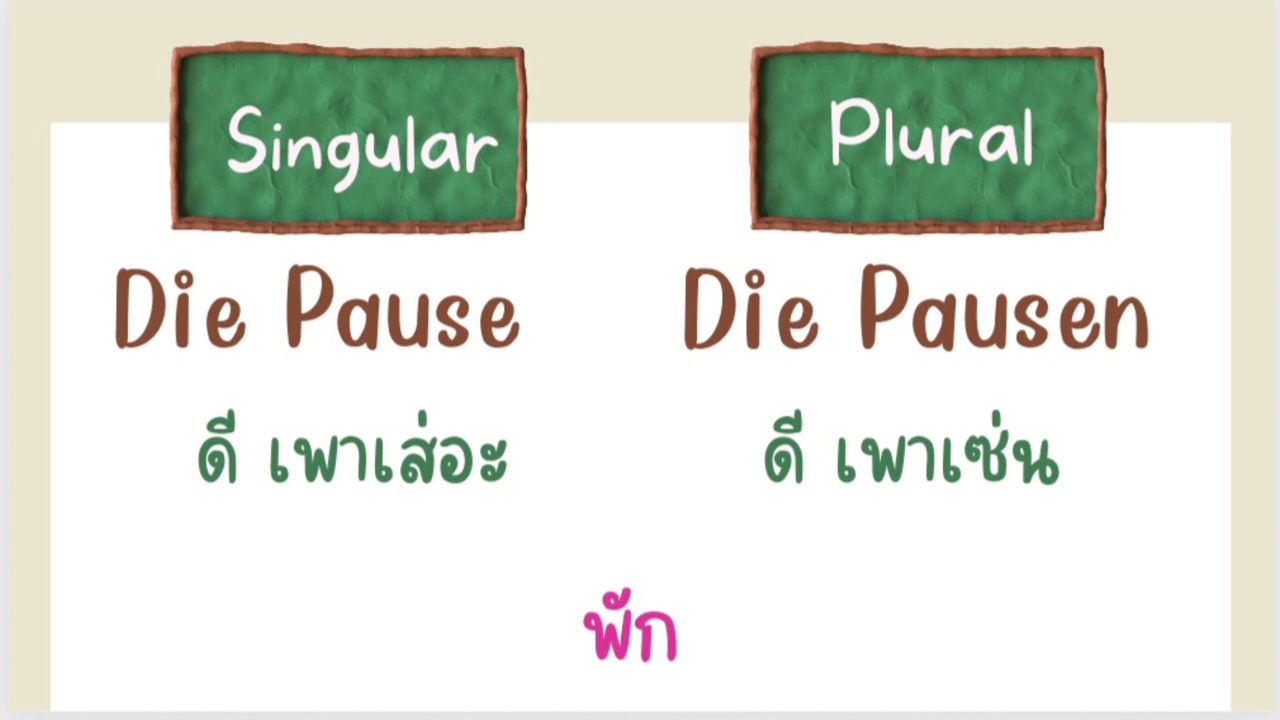 Singular
Plural
Die Pause
Die Pausen
ดี เพาเส่อะ
ดี เพาเซ่น
พัก